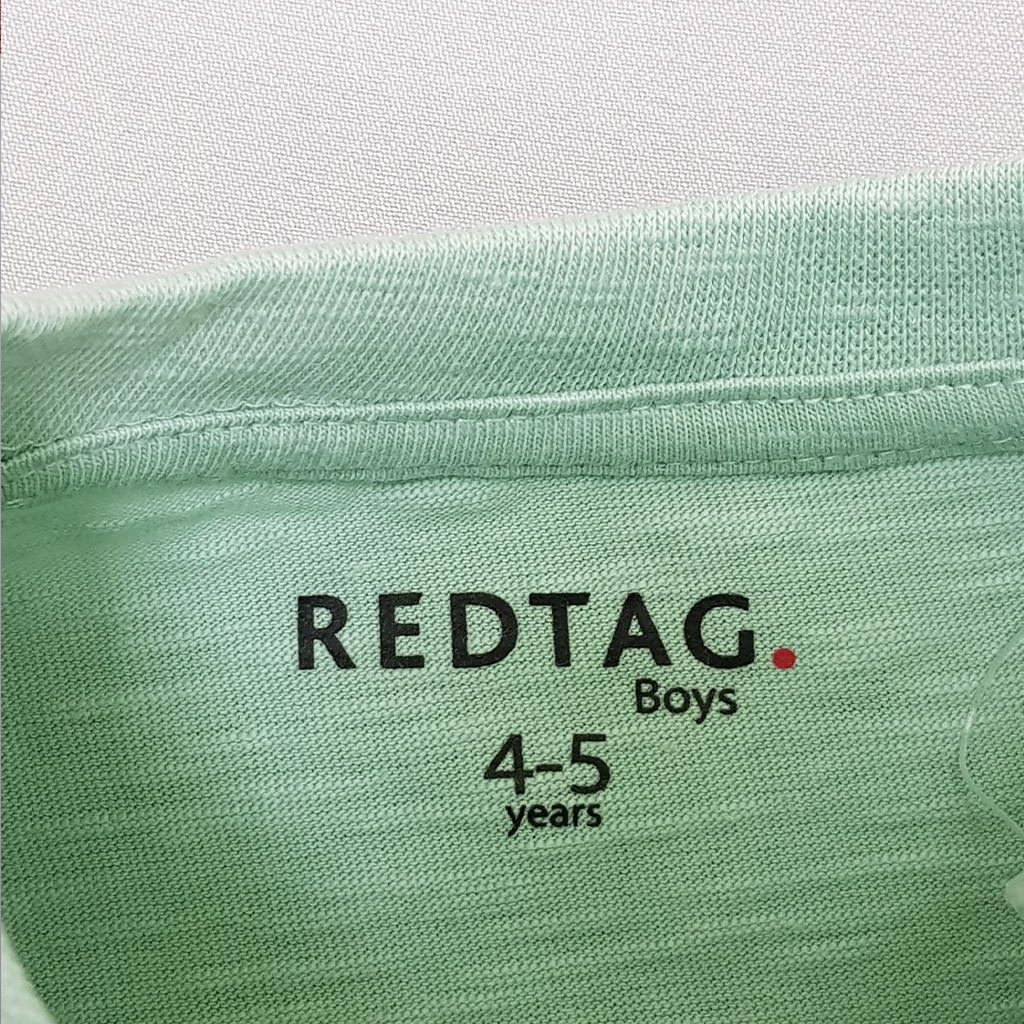 REDTAG.
Boys
4-5
years